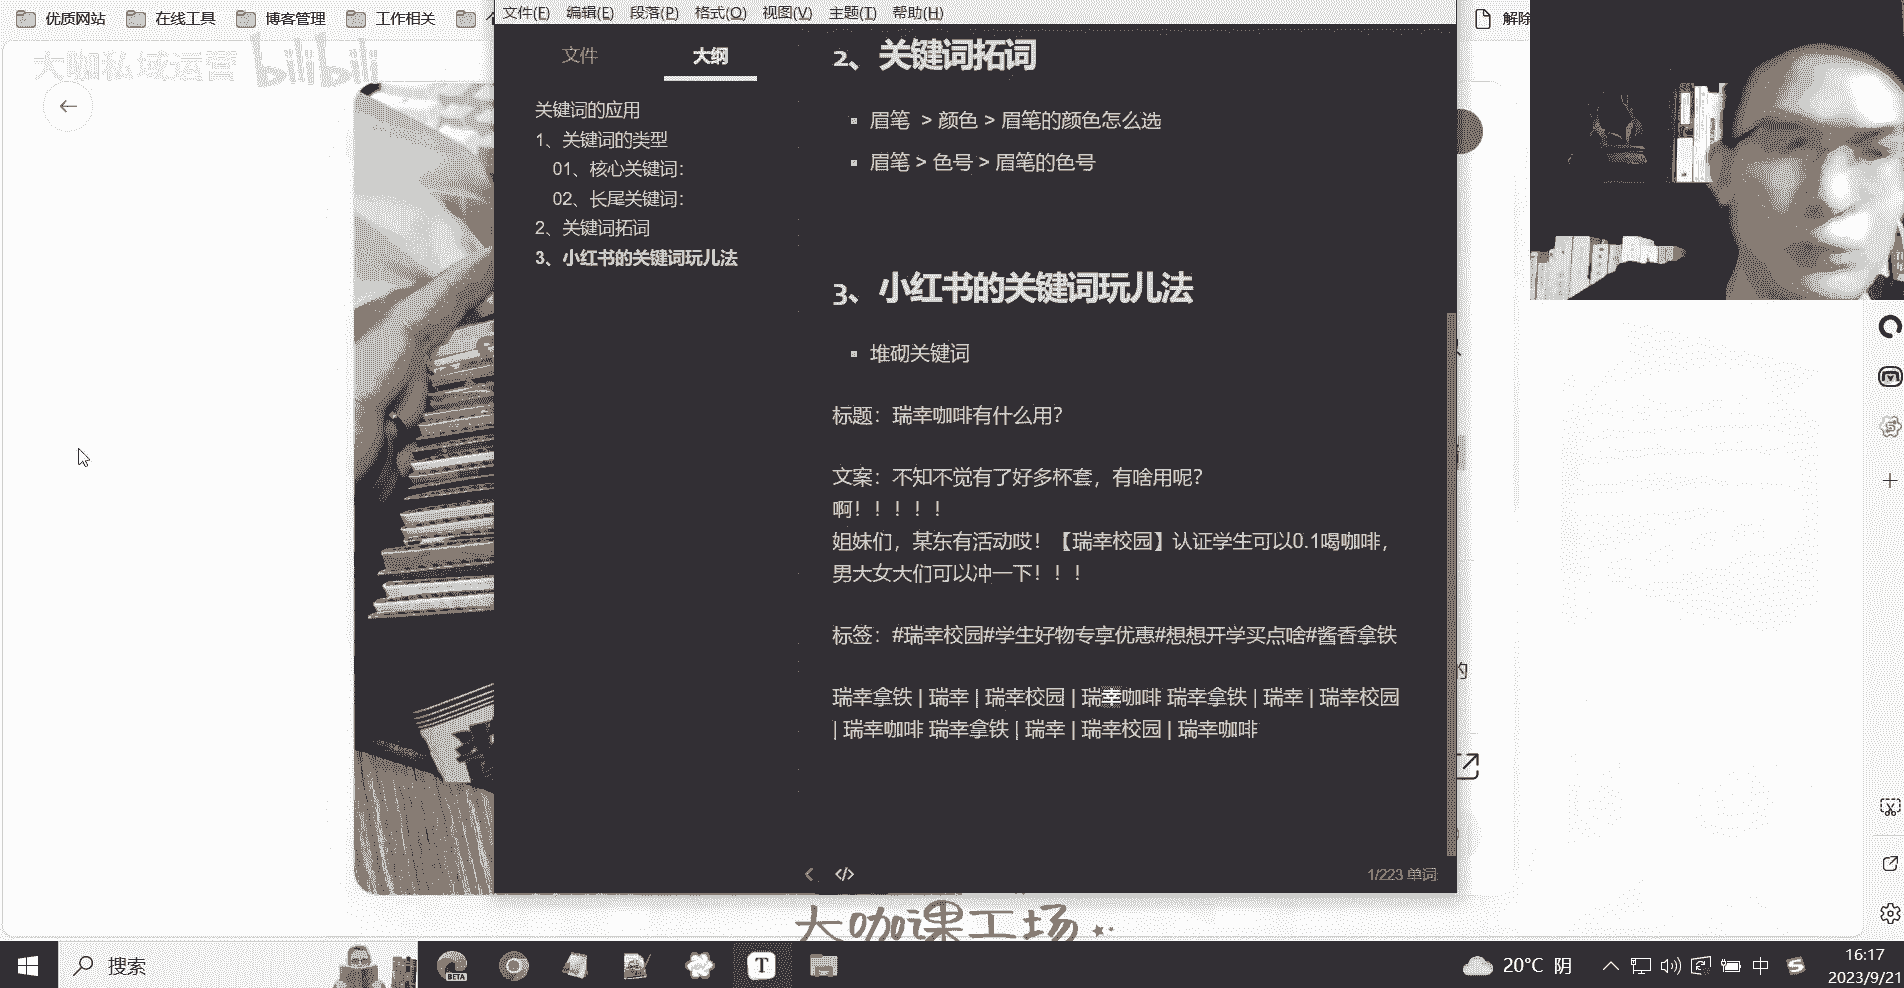 优质网站
在线工具
博客管理
工作相关
大咖私域运营 bilibili
文件(F) 编辑(E) 段落(P) 格式(O) 视图(V) 主题(T) 帮助(H)
解除
文件
大纲
关键词的应用
1、关键词的类型
01、核心关键词：
02、长尾关键词：
2、关键词拓词
3、小红书的关键词玩儿法
2、关键词拓词
眉笔 > 颜色 > 眉笔的颜色怎么选
眉笔 > 色号 > 眉笔的色号
3、小红书的关键词玩儿法
堆砌关键词
标题：瑞幸咖啡有什么用？
文案：不知不觉有了好多杯套，有啥用呢？
啊！！！！！
姐妹们，某东有活动哎！【瑞幸校园】认证学生可以0.1喝咖啡，
男大女大们可以冲一下！！！
标签：#瑞幸校园#学生好物专享优惠#想想开学买点啥#酱香拿铁
瑞幸拿铁 | 瑞幸 | 瑞幸校园 | 瑞幸咖啡 瑞幸拿铁 | 瑞幸 | 瑞幸校园
| 瑞幸咖啡 瑞幸拿铁 | 瑞幸 | 瑞幸校园 | 瑞幸咖啡
的
1/223 单词
大咖课工场
搜索
BETA
T
20°C 阴
中
S
16:17
2023/9/21